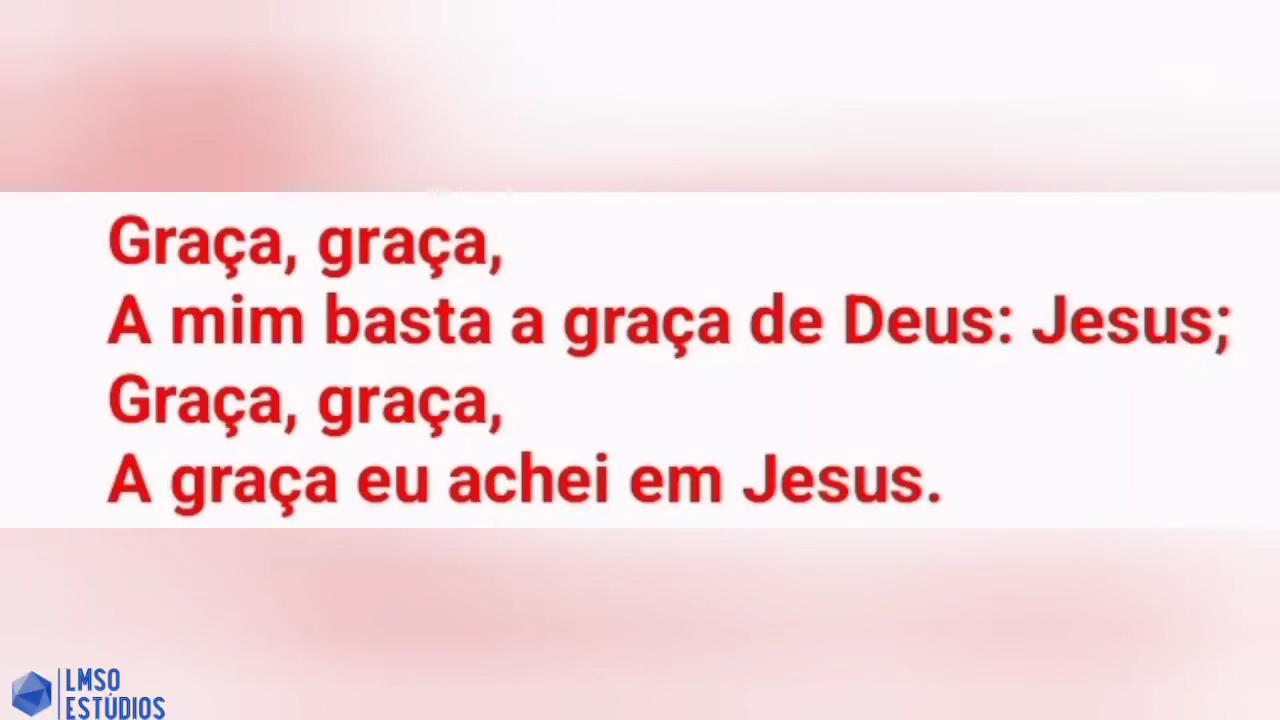 Graça, graça,
A mim basta a graça de Deus: Jesus;
Graça, graça,
A graça eu achei em Jesus.
LMSO
ESTÚDIOS